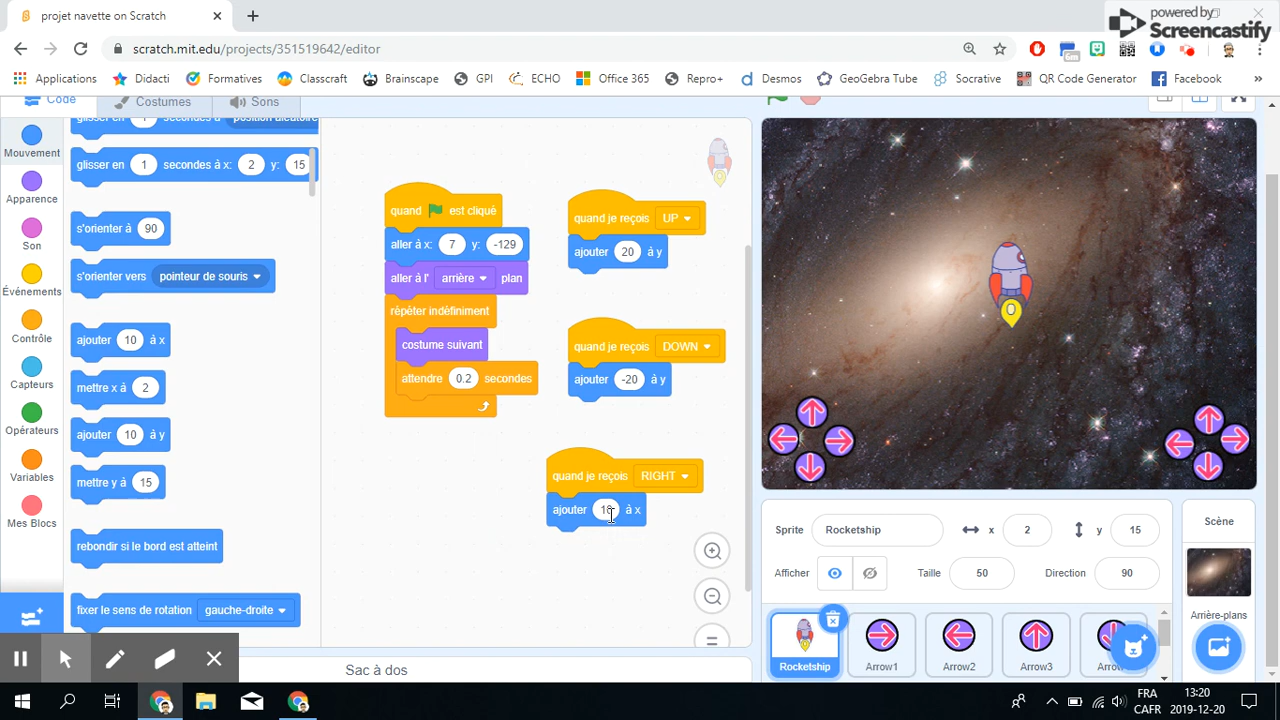 projet navette on Scratch
powered by
Screencastify
scratch.mit.edu/projects/351519642/editor
6m
Applications Didacti Formatives Classcraft Brainscape GPI ECHO Office 365 Repro+ Desmos GeoGebra Tube Socrative QR Code Generator Facebook »
Code Costumes Sons
Mouvement
Apparence
Son
Événements
Contrôle
Capteurs
Opérateurs
Variables
Mes Blocs
glisser en 1 secondes à position aléatoire
glisser en 1 secondes à x: 2 y: 15
s'orienter à 90
s'orienter vers pointeur de souris
ajouter 10 à x
mettre x à 2
ajouter 10 à y
mettre y à 15
rebondir si le bord est atteint
fixer le sens de rotation gauche-droite
quand est cliqué
aller à x: 7 y: -129
aller à l' arrière plan
répéter indéfiniment
costume suivant
attendre 0.2 secondes
quand je reçois UP
ajouter 20 à y
quand je reçois DOWN
ajouter -20 à y
quand je reçois RIGHT
ajouter à x
Sprite Rocketship x 2 y 15
Afficher Taille 50 Direction 90
Rocketship Arrow1 Arrow2 Arrow3
Scène
Arrière-plans
Sac à dos
FRA
CAFR
13:20
2019-12-20